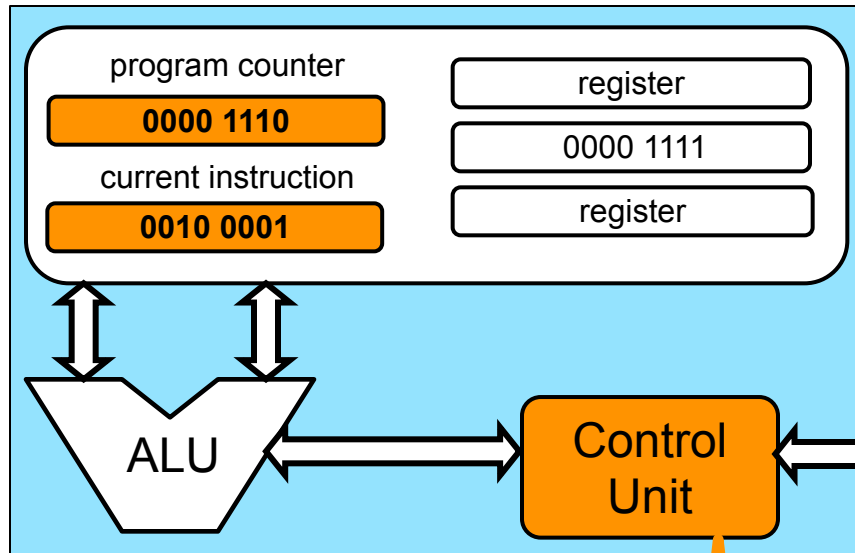 program counter
0000 1110
current instruction
0010 0001
register
0000 1111
register
ALU
Control
Unit